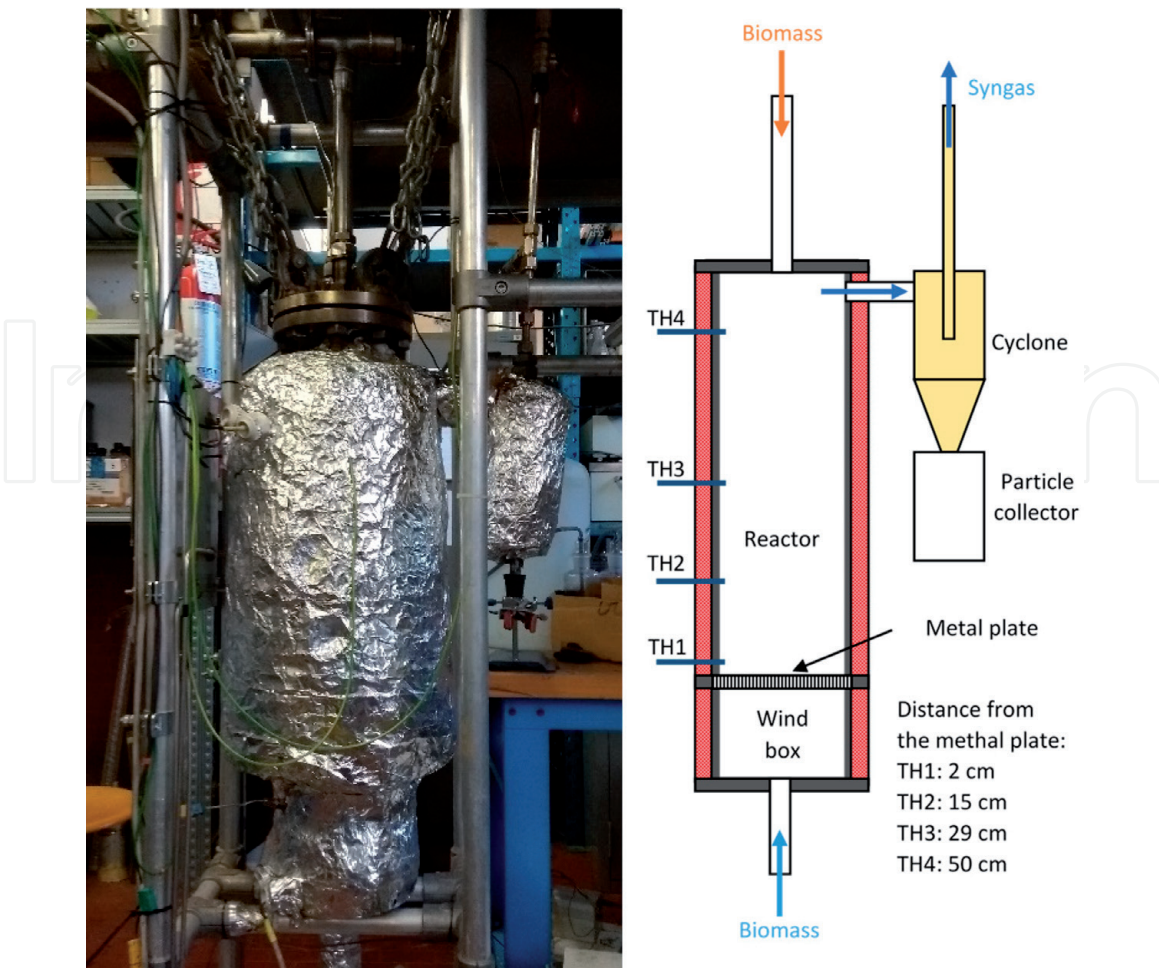 Biomass
Syngas
TH4
Cyclone
TH3
Particle
collector
Reactor
TH2
Metal plate
TH1
Wind
box
Distance from
the methal plate:
TH1: 2 cm
TH2: 15 cm
TH3: 29 cm
TH4: 50 cm
Biomass